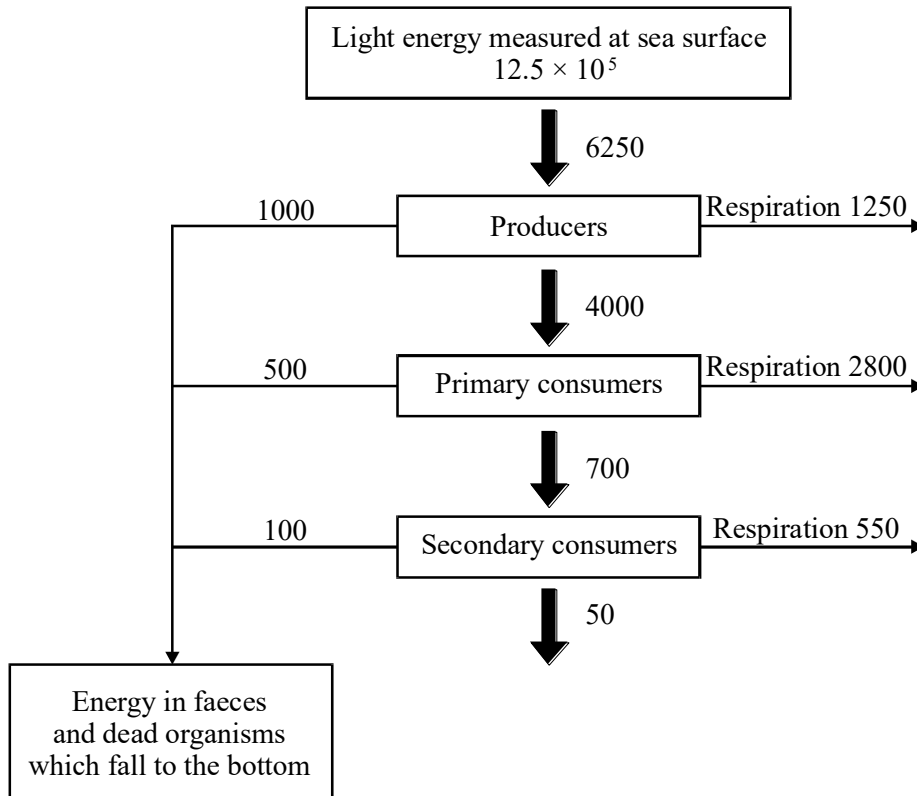 Light energy measured at sea surface
12.5 × 10⁵
6250
1000
Producers
Respiration 1250
4000
500
Primary consumers
Respiration 2800
700
100
Secondary consumers
Respiration 550
50
Energy in faeces
and dead organisms
which fall to the bottom